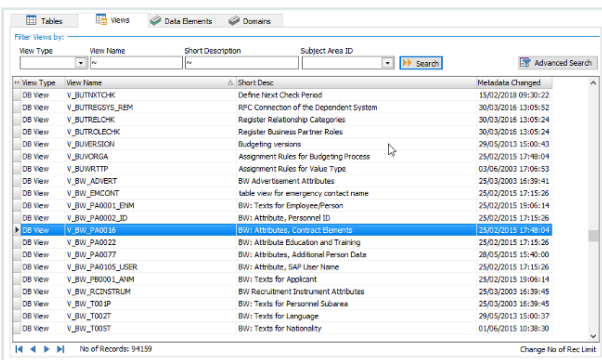 Tables Views Data Elements Domains
Filter Views by:
View Type View Name Short Description Subject Area ID
~ ~ Search Advanced Search
View Type View Name Short Desc Metadata Changed
DB View V_BUTNXTCHK Define Next Check Period 15/02/2018 09:30:22
DB View V_BUTREGSYS_REM RFC Connection of the Dependent System 30/03/2016 13:05:52
DB View V_BUTRELCHK Register Relationship Categories 30/03/2016 13:05:24
DB View V_BUTROLECHK Register Business Partner Roles 30/03/2016 13:05:24
DB View V_BUVERSION Budgeting versions 29/05/2013 15:00:43
DB View V_BUVORGA Assignment Rules for Budgeting Process 25/02/2015 17:48:04
DB View V_BUWRTTP Assignment Rules for Value Type 03/06/2003 17:06:53
DB View V_BW_ADVERT BW Advertisement Attributes 25/03/2003 16:39:41
DB View V_BW_EMCONT table view for emergency contact name 25/02/2015 17:15:26
DB View V_BW_PA0001_ENM BW: Texts for Employee/Person 25/02/2015 19:06:14
DB View V_BW_PA0002_ID BW: Attribute, Personnel ID 25/02/2015 17:15:26
DB View V_BW_PA0016 BW: Attributes, Contract Elements 25/02/2015 17:48:04
DB View V_BW_PA0022 BW: Attribute Education and Training 25/02/2015 17:15:26
DB View V_BW_PA0077 BW: Attributes, Additional Person Data 28/05/2015 15:40:00
DB View V_BW_PA0105_USER BW: Attribute, SAP User Name 25/02/2015 17:15:26
DB View V_BW_PB0001_ANM BW: Texts for Applicant 25/02/2015 19:06:14
DB View V_BW_RCINSTRUM BW Recruitment Instrument Attributes 25/03/2003 16:39:45
DB View V_BW_T001P BW: Texts for Personnel Subarea 25/03/2003 16:39:45
DB View V_BW_T002T BW: Texts for Language 29/05/2013 15:00:37
DB View V_BW_T005T BW: Texts for Nationality 01/06/2015 10:38:30
No of Records: 94159 Change No of Rec Limit